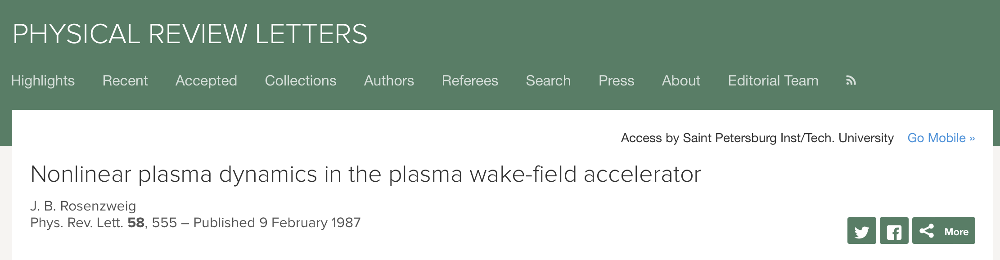 PHYSICAL REVIEW LETTERS
Highlights Recent Accepted Collections Authors Referees Search Press About Editorial Team
Access by Saint Petersburg Inst/Tech. University Go Mobile »
Nonlinear plasma dynamics in the plasma wake-field accelerator
J. B. Rosenzweig
Phys. Rev. Lett. 58, 555 – Published 9 February 1987
More